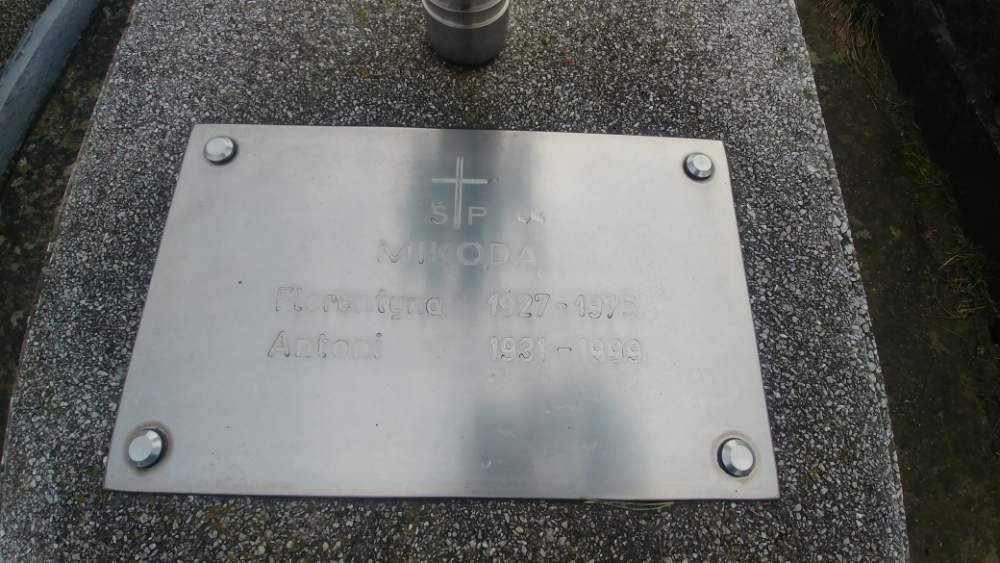 Ś P
MIKODA
Florentyna 1927-
Antoni 1931-1999